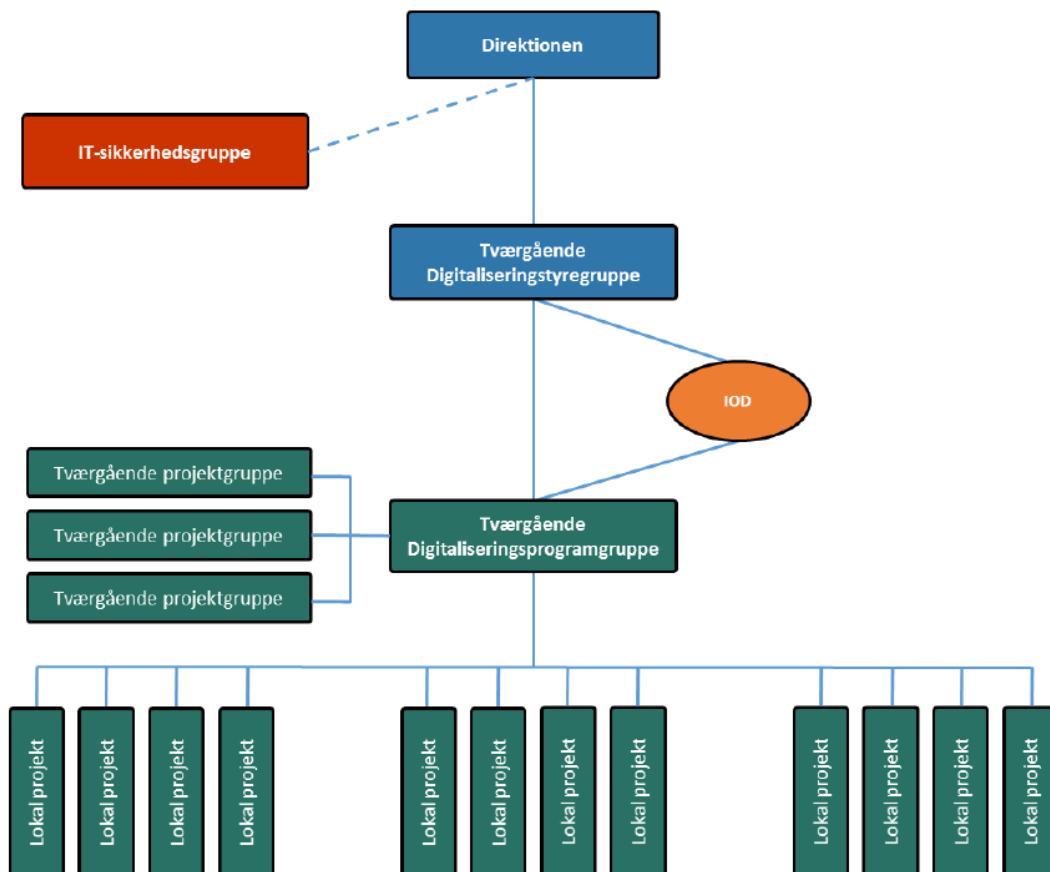 Direktionen
IT-sikkerhedsgruppe
Tværgående
Digitaliseringstyregruppe
IOD
Tværgående projektgruppe
Tværgående projektgruppe
Tværgående projektgruppe
Tværgående
Digitaliseringsprogramgruppe
Lokal projekt
Lokal projekt
Lokal projekt
Lokal projekt
Lokal projekt
Lokal projekt
Lokal projekt
Lokal projekt
Lokal projekt
Lokal projekt
Lokal projekt
Lokal projekt